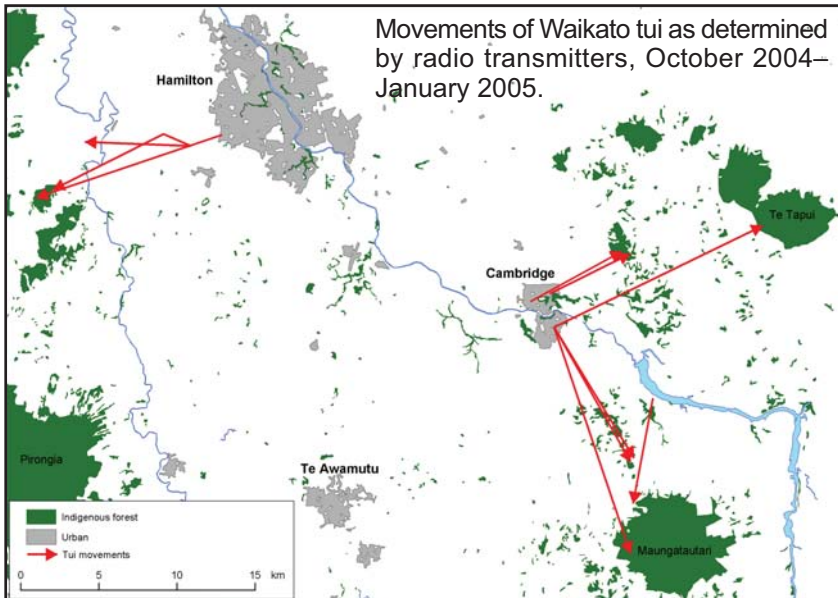 Movements of Waikato tui as determined
by radio transmitters, October 2004–
January 2005.
Hamilton
Te Tapui
Cambridge
Pirongia
Te Awamutu
Maungatautari
Indigenous forest
Urban
Tui movements
0 5 10 15 km